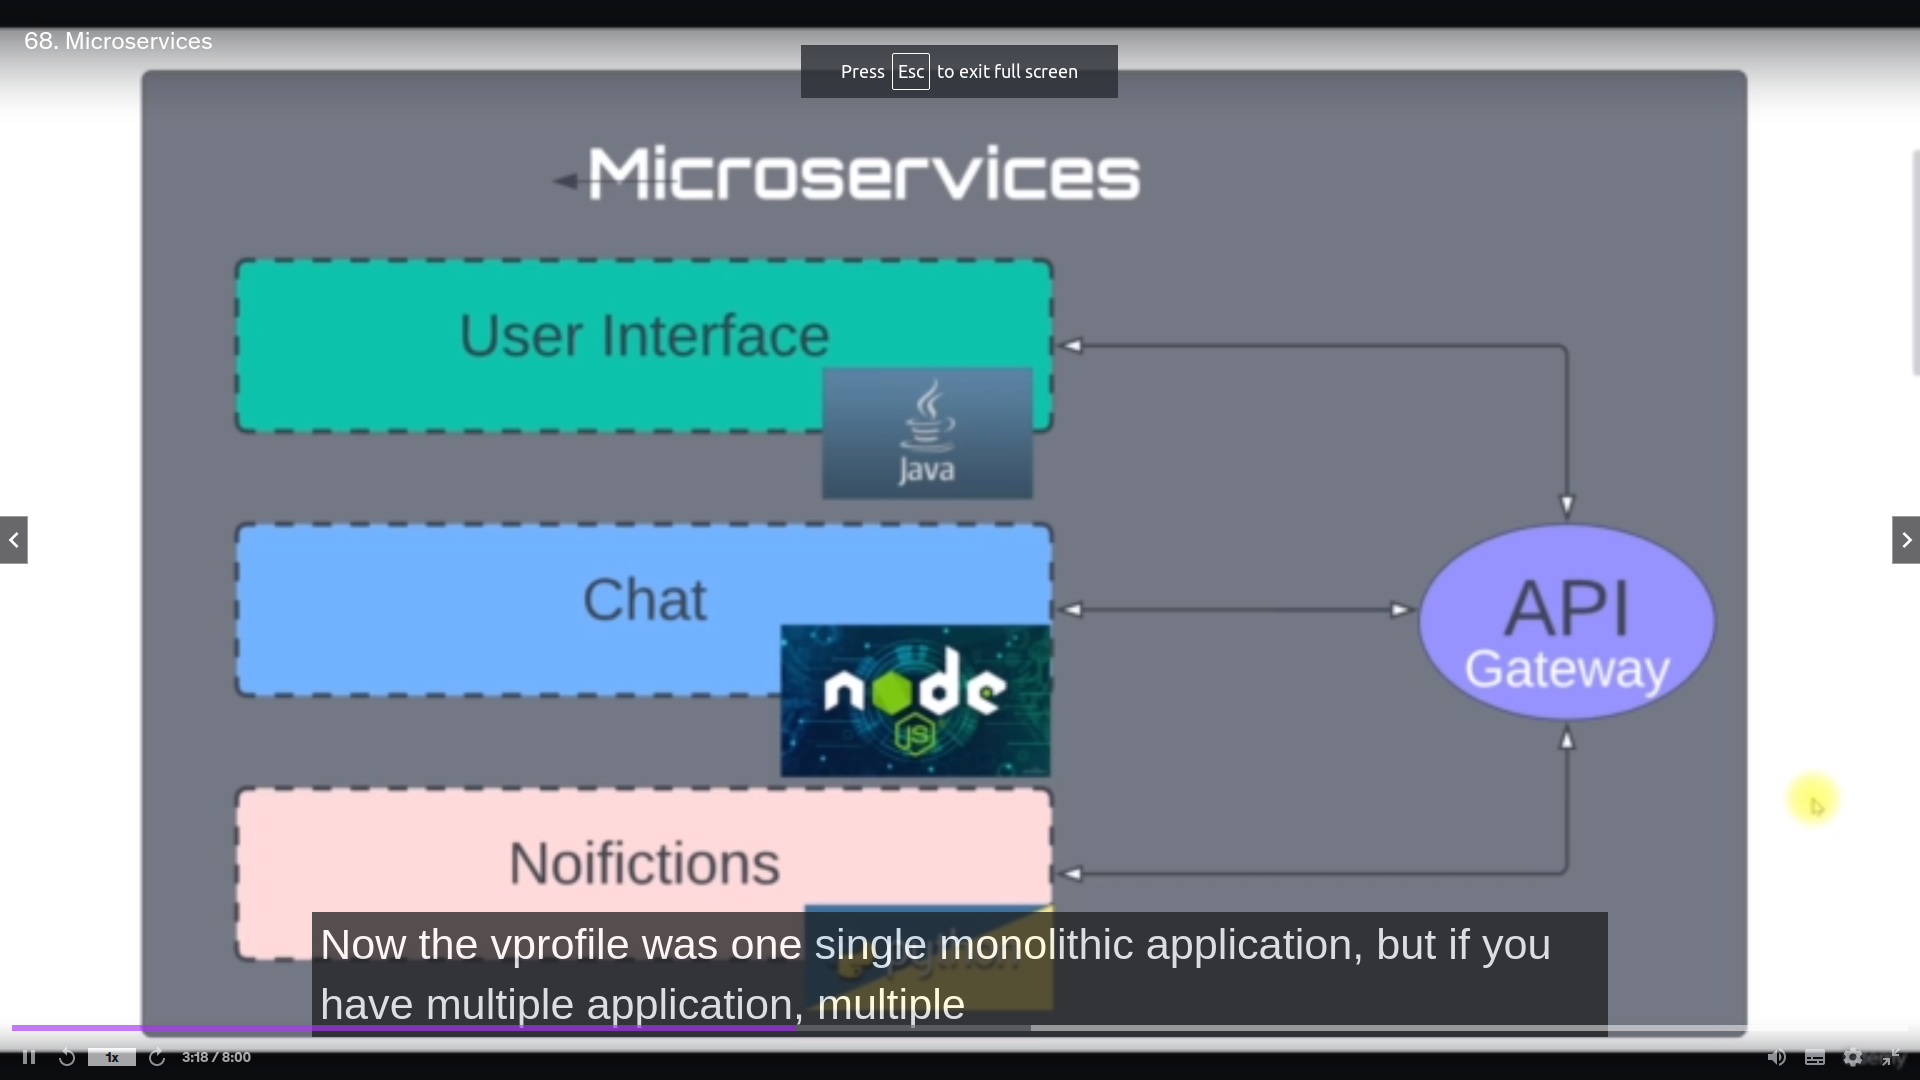 68. Microservices
Press Esc to exit full screen
Microservices
User Interface
Java
Chat
node
JS
API
Gateway
Noifictions
python
Now the vprofile was one single monolithic application, but if you
have multiple application, multiple
1x
3:18 / 8:00